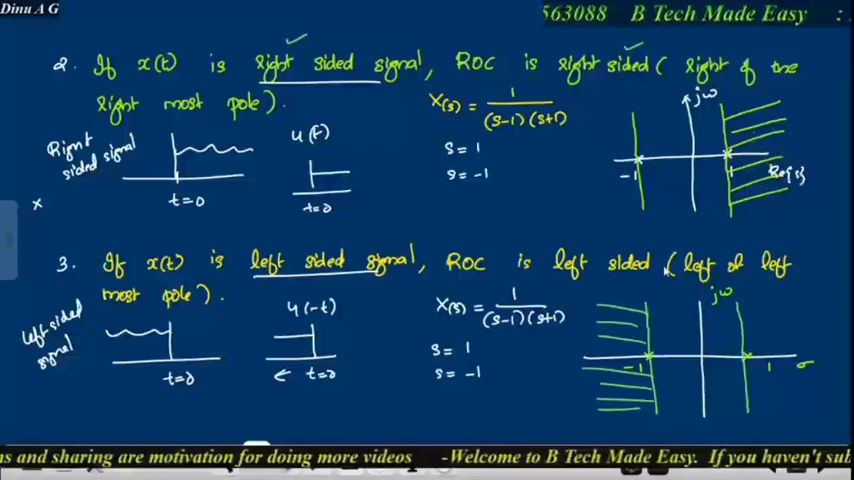 Dinu A G
563088 B Tech Made Easy :
2. If x(t) is right sided signal, ROC is right sided ( right of the
right most pole).
X(s) = 1
(s-1) (s+1)
jω
Right
sided signal
u(t)
s = 1
s = -1
-1
1
Re{s}
x
t=0
t=0
3. If x(t) is left sided signal, ROC is left sided ( left of left
most pole).
jω
left sided
signal
u(-t)
X(s) = 1
(s-1) (s+1)
s = 1
s = -1
-1
1
σ
t=0
t=0
ns and sharing are motivation for doing more videos -Welcome to B Tech Made Easy. If you haven't sub